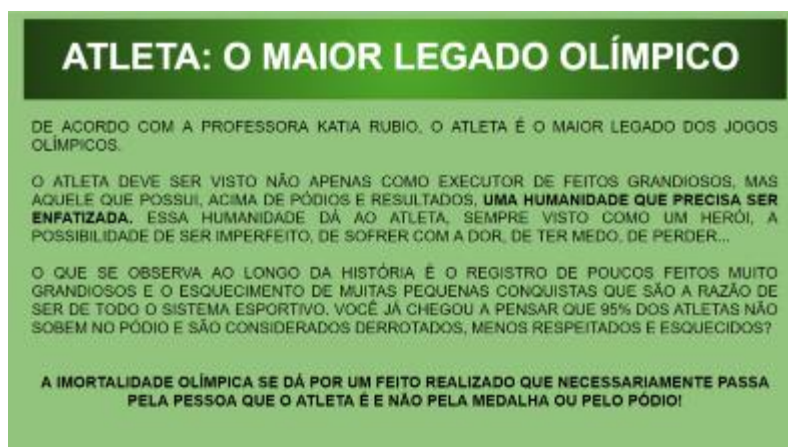 ATLETA: O MAIOR LEGADO OLÍMPICO
DE ACORDO COM A PROFESSORA KATIA RUBIO, O ATLETA É O MAIOR LEGADO DOS JOGOS
OLÍMPICOS.
O ATLETA DEVE SER VISTO NÃO APENAS COMO EXECUTOR DE FEITOS GRANDIOSOS, MAS
AQUELE QUE POSSUI, ACIMA DE PÓDIOS E RESULTADOS, UMA HUMANIDADE QUE PRECISA SER
ENFATIZADA. ESSA HUMANIDADE DÁ AO ATLETA, SEMPRE VISTO COMO UM HERÓI, A
POSSIBILIDADE DE SER IMPERFEITO, DE SOFRER COM A DOR, DE TER MEDO, DE PERDER...
O QUE SE OBSERVA AO LONGO DA HISTÓRIA É O REGISTRO DE POUCOS FEITOS MUITO
GRANDIOSOS E O ESQUECIMENTO DE MUITAS PEQUENAS CONQUISTAS QUE SÃO A RAZÃO DE
SER DE TODO O SISTEMA ESPORTIVO. VOCÊ JÁ CHEGOU A PENSAR QUE 95% DOS ATLETAS NÃO
SOBEM NO PÓDIO E SÃO CONSIDERADOS DERROTADOS, MENOS RESPEITADOS E ESQUECIDOS?
A IMORTALIDADE OLÍMPICA SE DÁ POR UM FEITO REALIZADO QUE NECESSARIAMENTE PASSA
PELA PESSOA QUE O ATLETA É E NÃO PELA MEDALHA OU PELO PÓDIO!